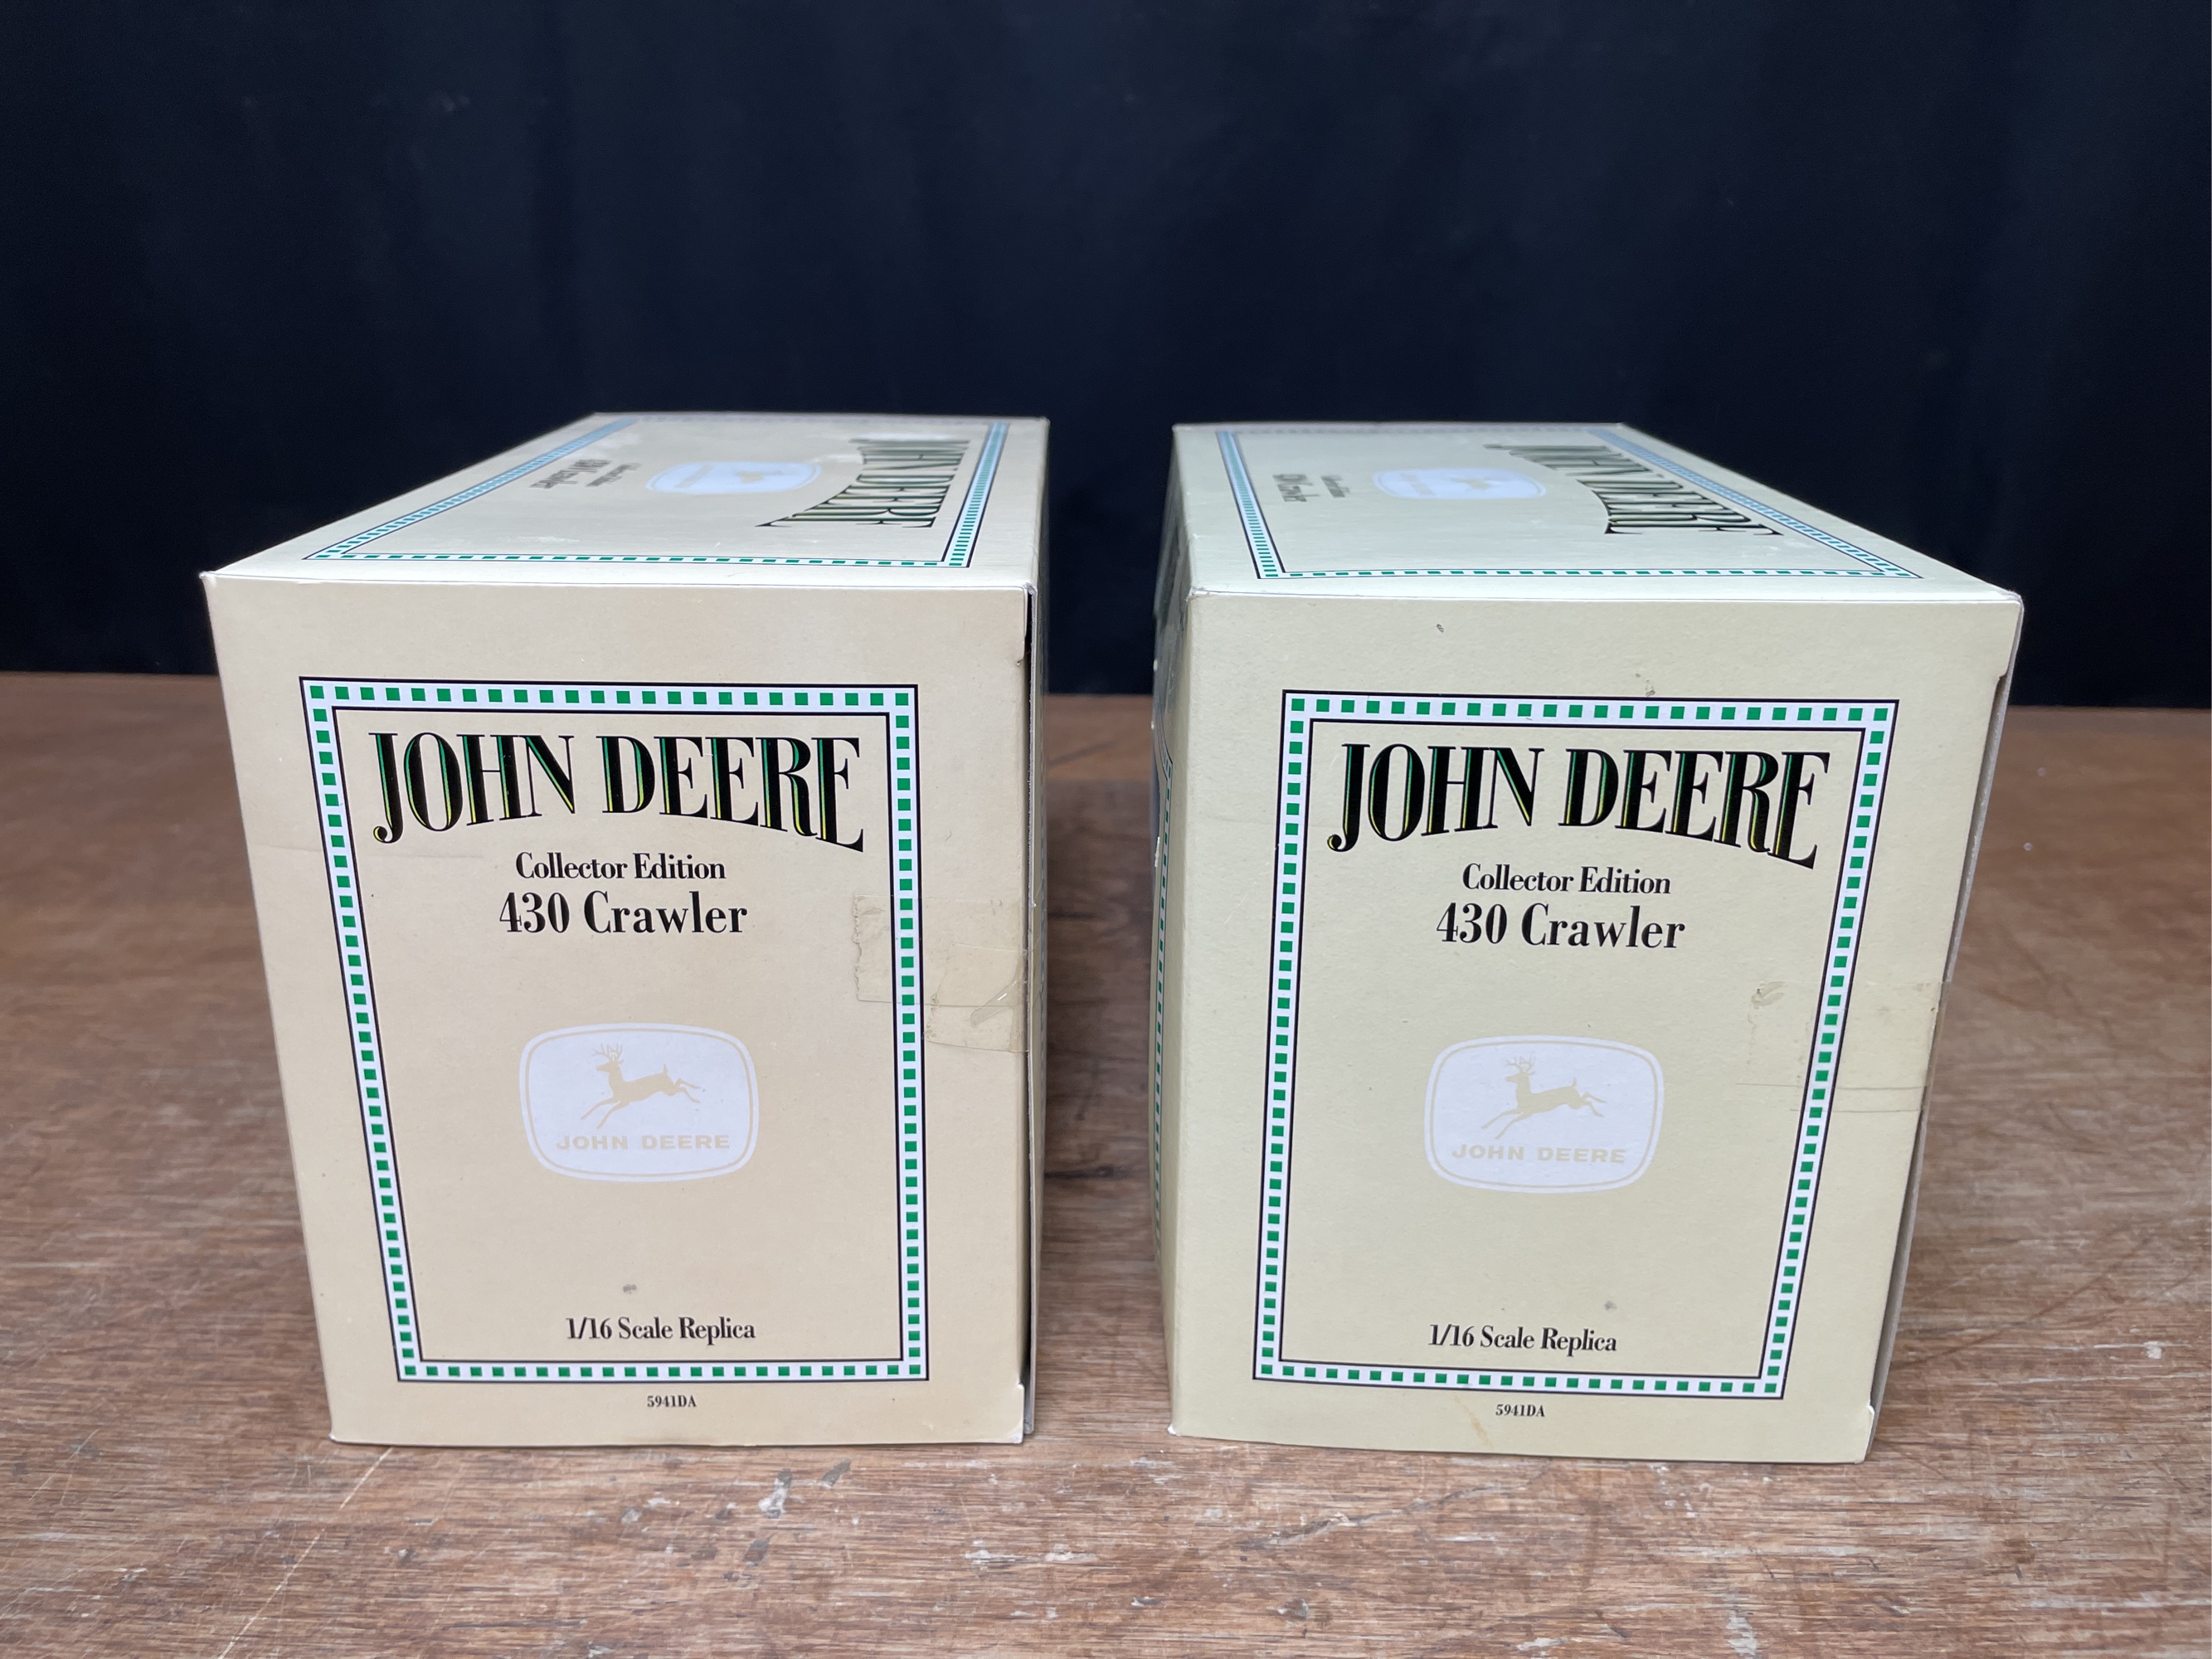 JOHN DEERE
Collector Edition
430 Crawler
JOHN DEERE
1/16 Scale Replica
5941DA
JOHN DEERE
JOHN DEERE
Collector Edition
430 Crawler
JOHN DEERE
1/16 Scale Replica
5941DA
JOHN DEERE